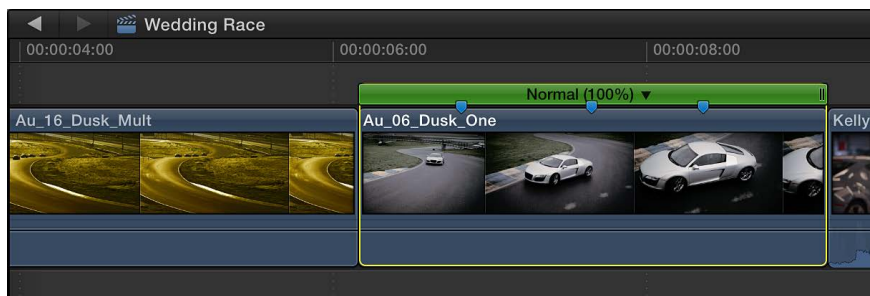 Wedding Race
00:00:04:00 00:00:06:00 00:00:08:00
Normal (100%)
Au_16_Dusk_Mult Au_06_Dusk_One Kelly